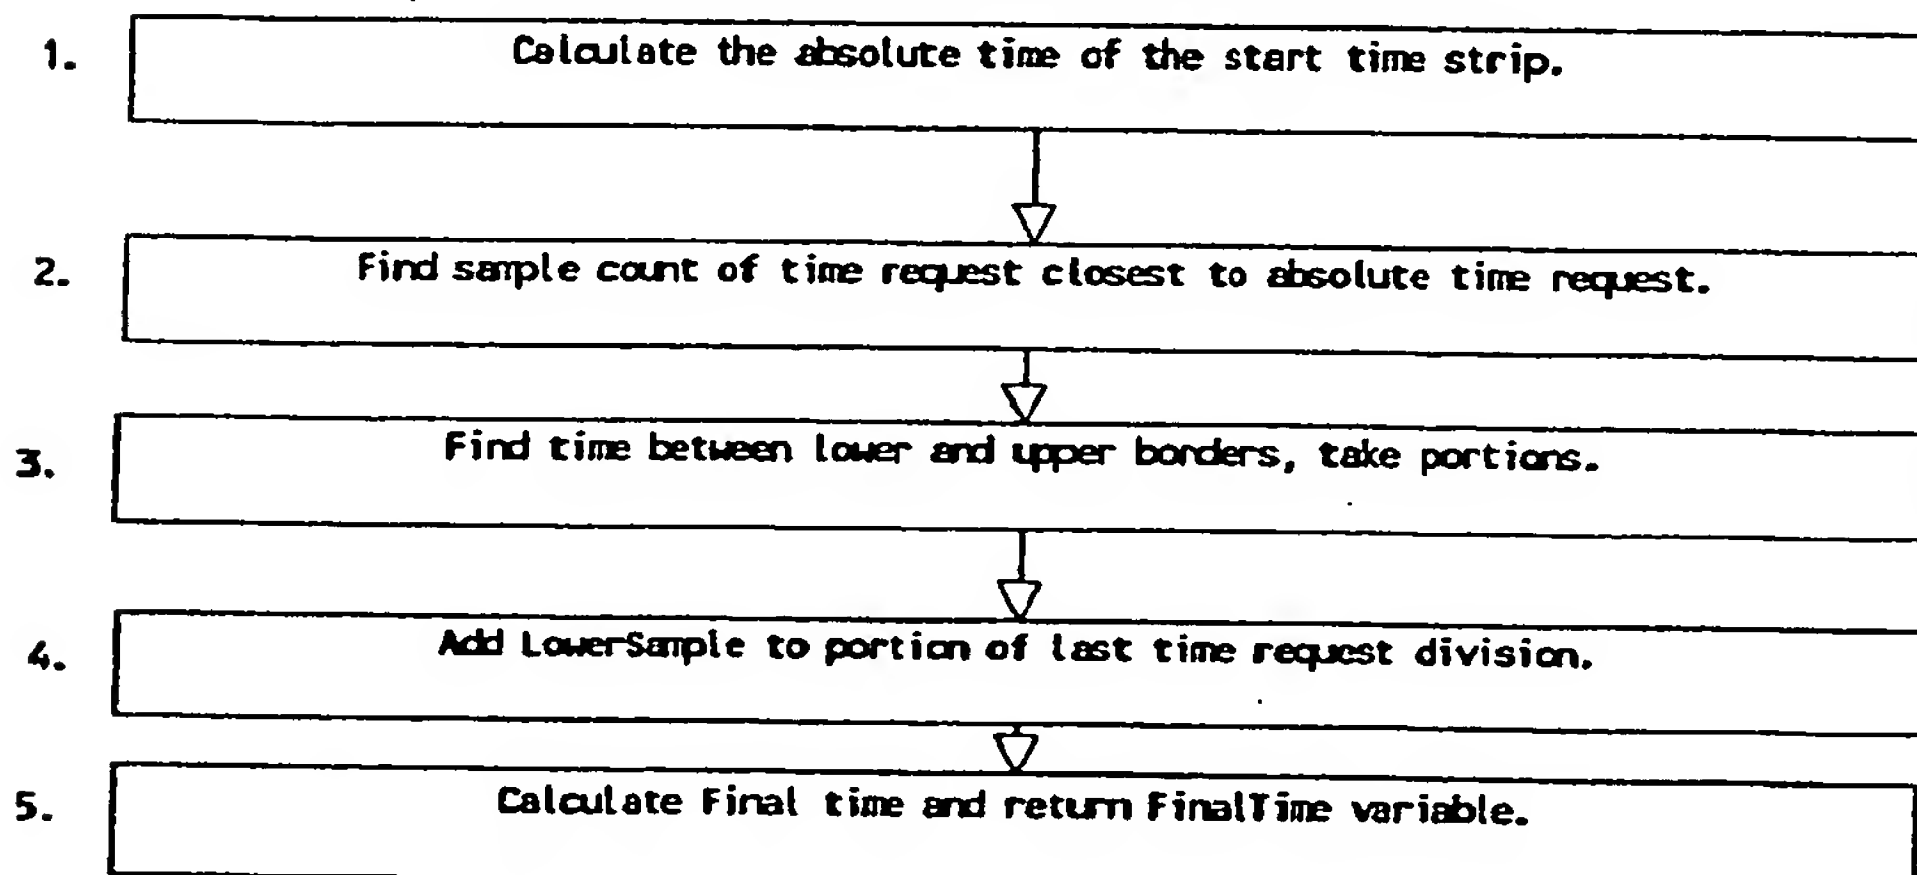 1. Calculate the absolute time of the start time strip.
2. Find sample count of time request closest to absolute time request.
3. Find time between lower and upper borders, take portions.
4. Add LowerSample to portion of last time request division.
5. Calculate Final time and return FinalTime variable.